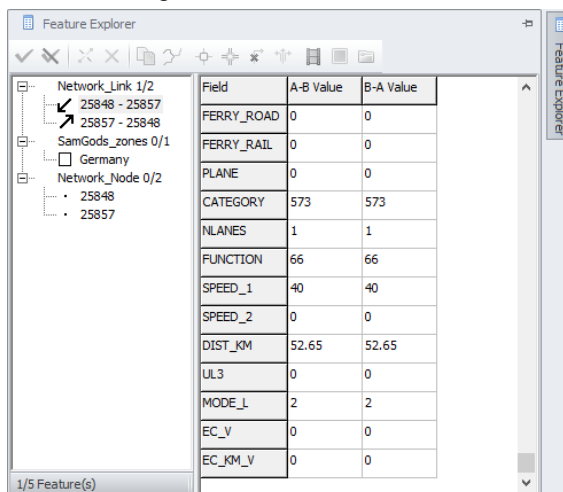 Feature Explorer
Network_Link 1/2
25848 - 25857
25857 - 25848
SamGods_zones 0/1
Germany
Network_Node 0/2
25848
25857
1/5 Feature(s)
Field A-B Value B-A Value
FERRY_ROAD 0 0
FERRY_RAIL 0 0
PLANE 0 0
CATEGORY 573 573
NLANES 1 1
FUNCTION 66 66
SPEED_1 40 40
SPEED_2 0 0
DIST_KM 52.65 52.65
UL3 0 0
MODE_L 2 2
EC_V 0 0
EC_KM_V 0 0
Feature Explorer